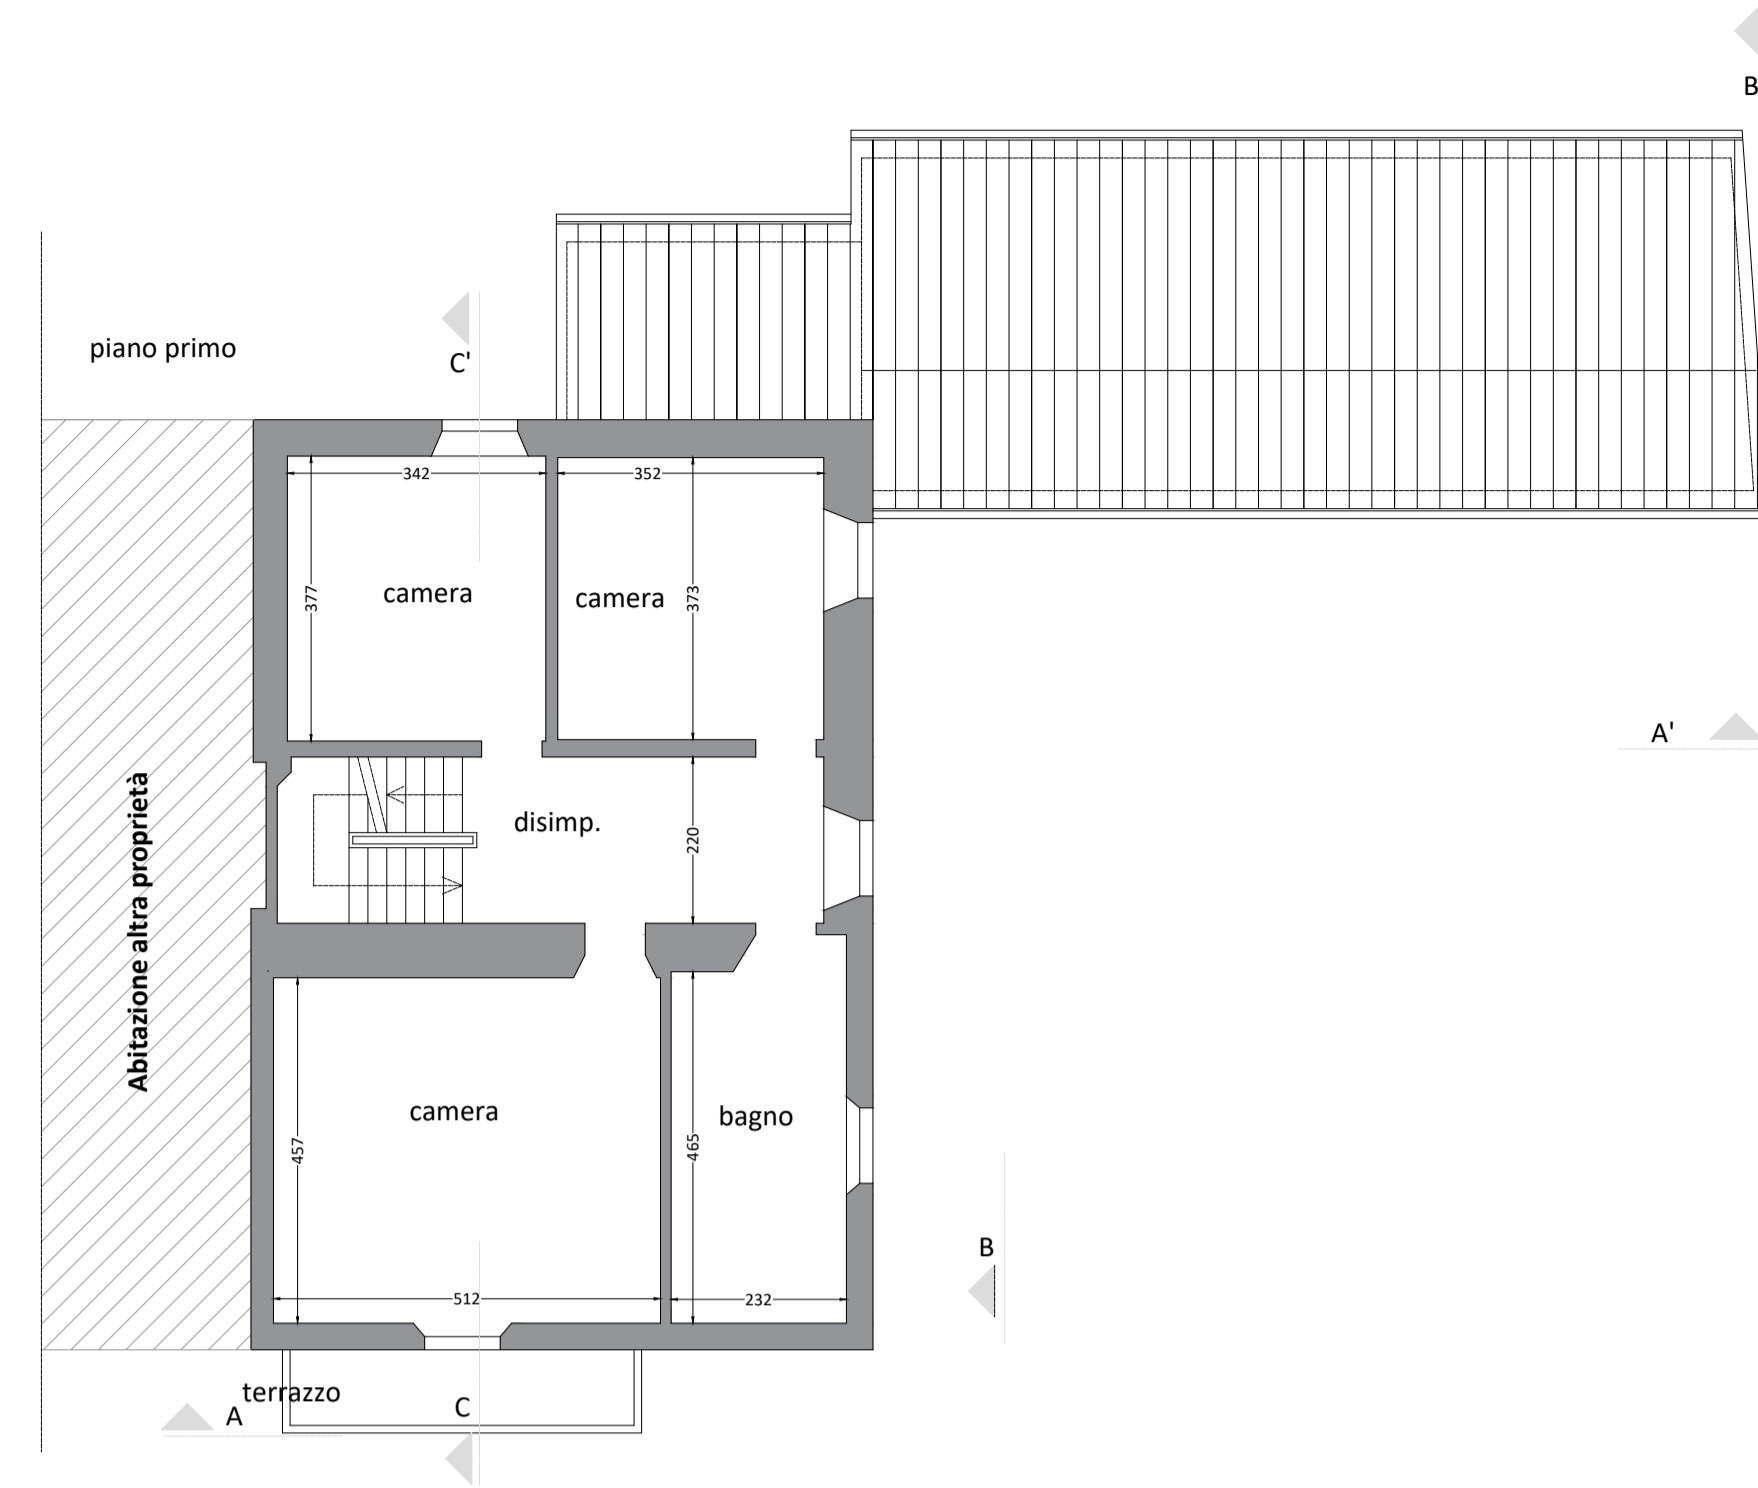 B
piano primo
C'
342
352
377
camera
camera
373
A'
Abitazione altra proprietà
disimp.
220
camera
bagno
457
465
B
512
232
terrazzo
A
C